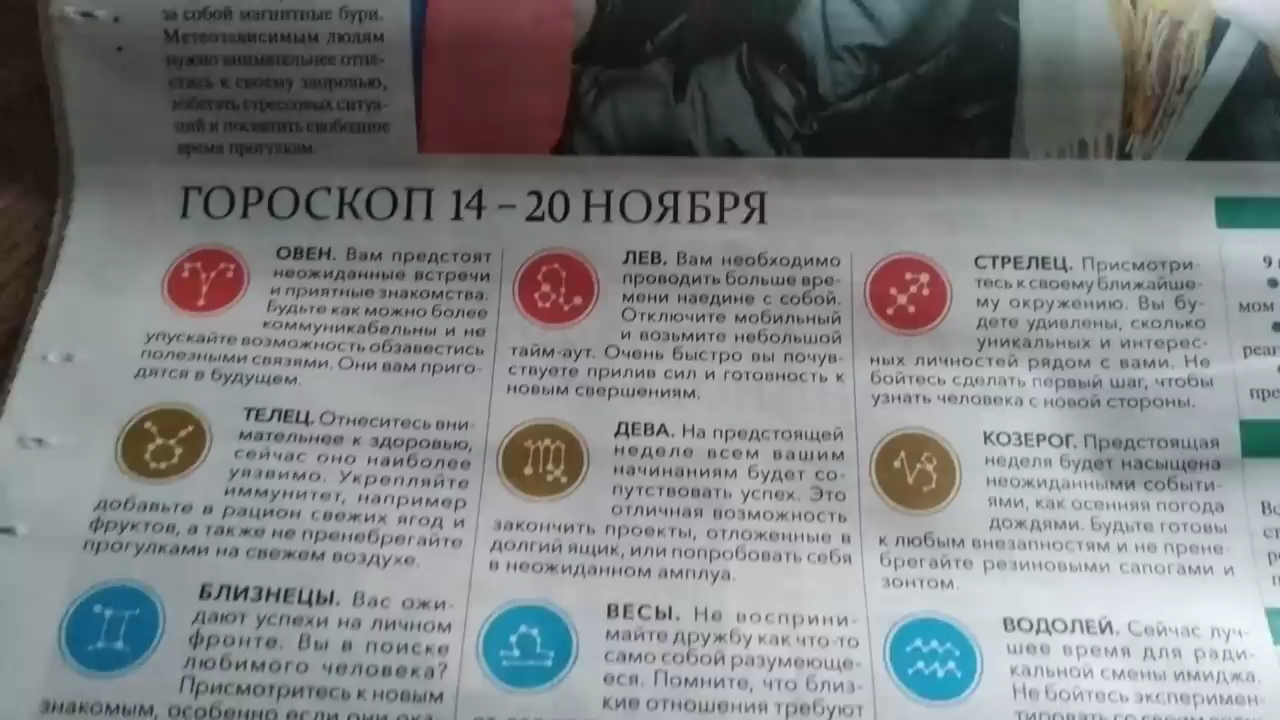 за собой магнитные бури.
Метеозависимым людям
нужно внимательнее отне-
стись к своему здоровью,
избегать стрессовых ситуа-
ций и посвятить свободное
время прогулкам.
ГОРОСКОП 14 – 20 НОЯБРЯ
ОВЕН. Вам предстоят
неожиданные встречи
и приятные знакомства.
Будьте как можно более
коммуникабельны и не
упускайте возможность обзавестись
полезными связями. Они вам приго-
дятся в будущем.
ТЕЛЕЦ. Отнеситесь вни-
мательнее к здоровью,
сейчас оно наиболее
уязвимо. Укрепляйте
иммунитет, например
добавьте в рацион свежих ягод и
фруктов, а также не пренебрегайте
прогулками на свежем воздухе.
БЛИЗНЕЦЫ. Вас ожи-
дают успехи на личном
фронте. Вы в поиске
любимого человека?
Присмотритесь к новым
знакомым, особенно если они ока-
ЛЕВ. Вам необходимо
проводить больше вре-
мени наедине с собой.
Отключите мобильный
и возьмите небольшой
тайм-аут. Очень быстро вы почув-
ствуете прилив сил и готовность к
новым свершениям.
ДЕВА. На предстоящей
неделе всем вашим
начинаниям будет со-
путствовать успех. Это
отличная возможность
закончить проекты, отложенные в
долгий ящик, или попробовать себя
в неожиданном амплуа.
ВЕСЫ. Не восприни-
майте дружбу как что-то
само собой разумеюще-
еся. Помните, что близ-
кие отношения требуют
СТРЕЛЕЦ. Присмотри-
тесь к своему ближайше-
му окружению. Вы бу-
дете удивлены, сколько
уникальных и интерес-
ных личностей рядом с вами. Не
бойтесь сделать первый шаг, чтобы
узнать человека с новой стороны.
КОЗЕРОГ. Предстоящая
неделя будет насыщена
неожиданными событи-
ями, как осенняя погода
дождями. Будьте готовы
к любым внезапностям и не прене-
брегайте резиновыми сапогами и
зонтом.
ВОДОЛЕЙ. Сейчас луч-
шее время для ради-
кальной смены имиджа.
Не бойтесь эксперимен-
9
мом
реаг
пре